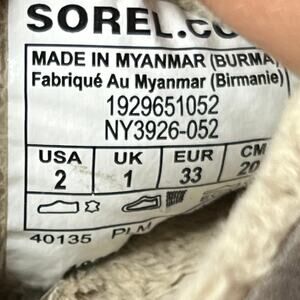 SOREL.CO
MADE IN MYANMAR (BURMA)
Fabriqué Au Myanmar (Birmanie)
1929651052
NY3926-052
USA UK EUR CM
2 1 33 20
40135 PLM